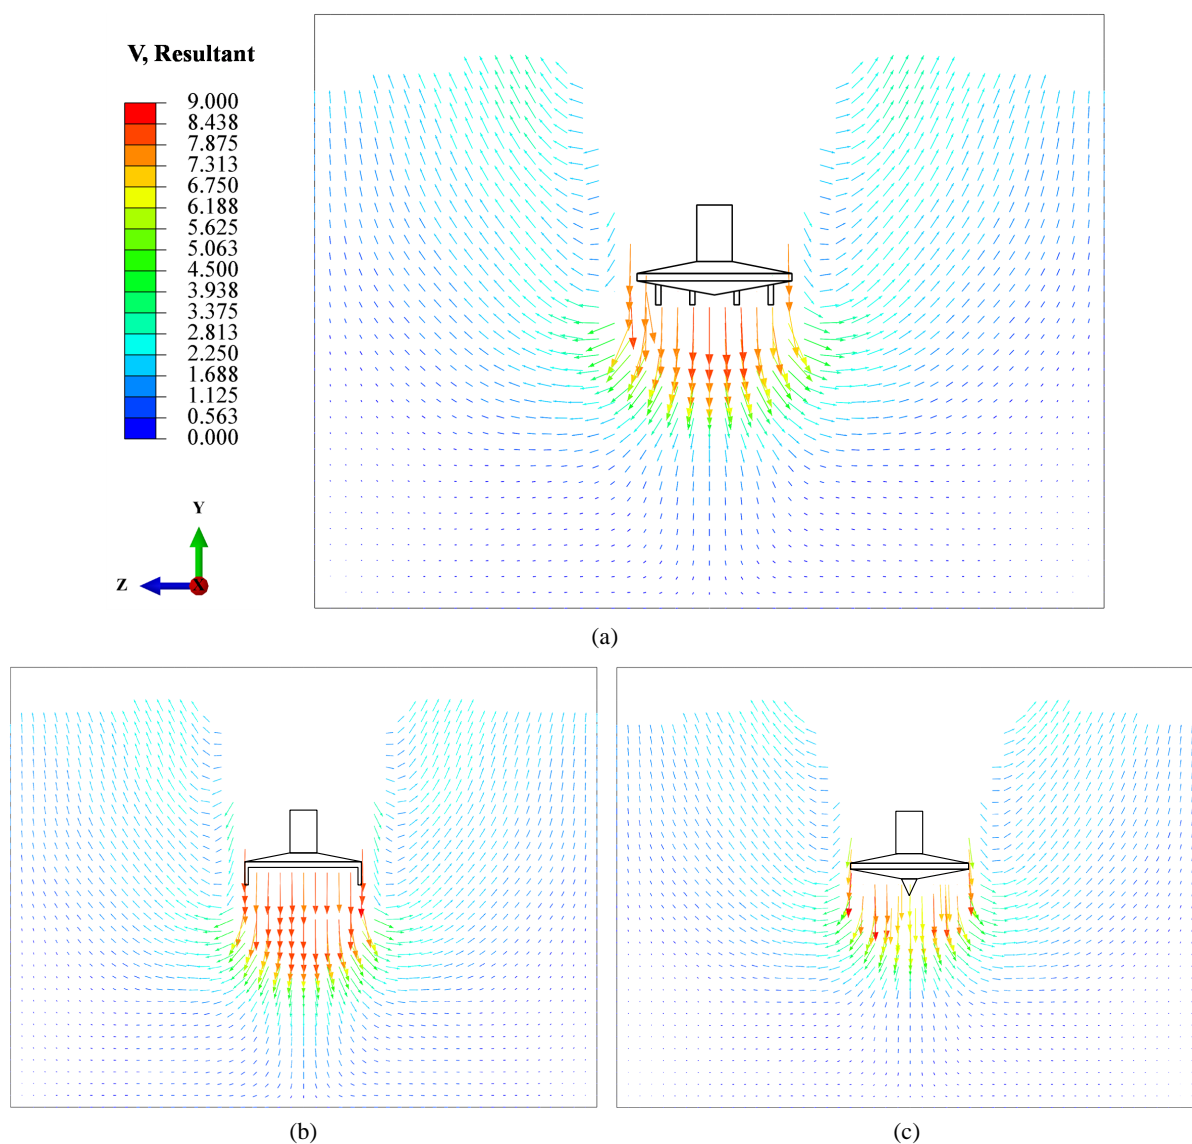 V, Resultant
9.000
8.438
7.875
7.313
6.750
6.188
5.625
5.063
4.500
3.938
3.375
2.813
2.250
1.688
1.125
0.563
0.000
Y
Z
X
(a)
(b)
(c)